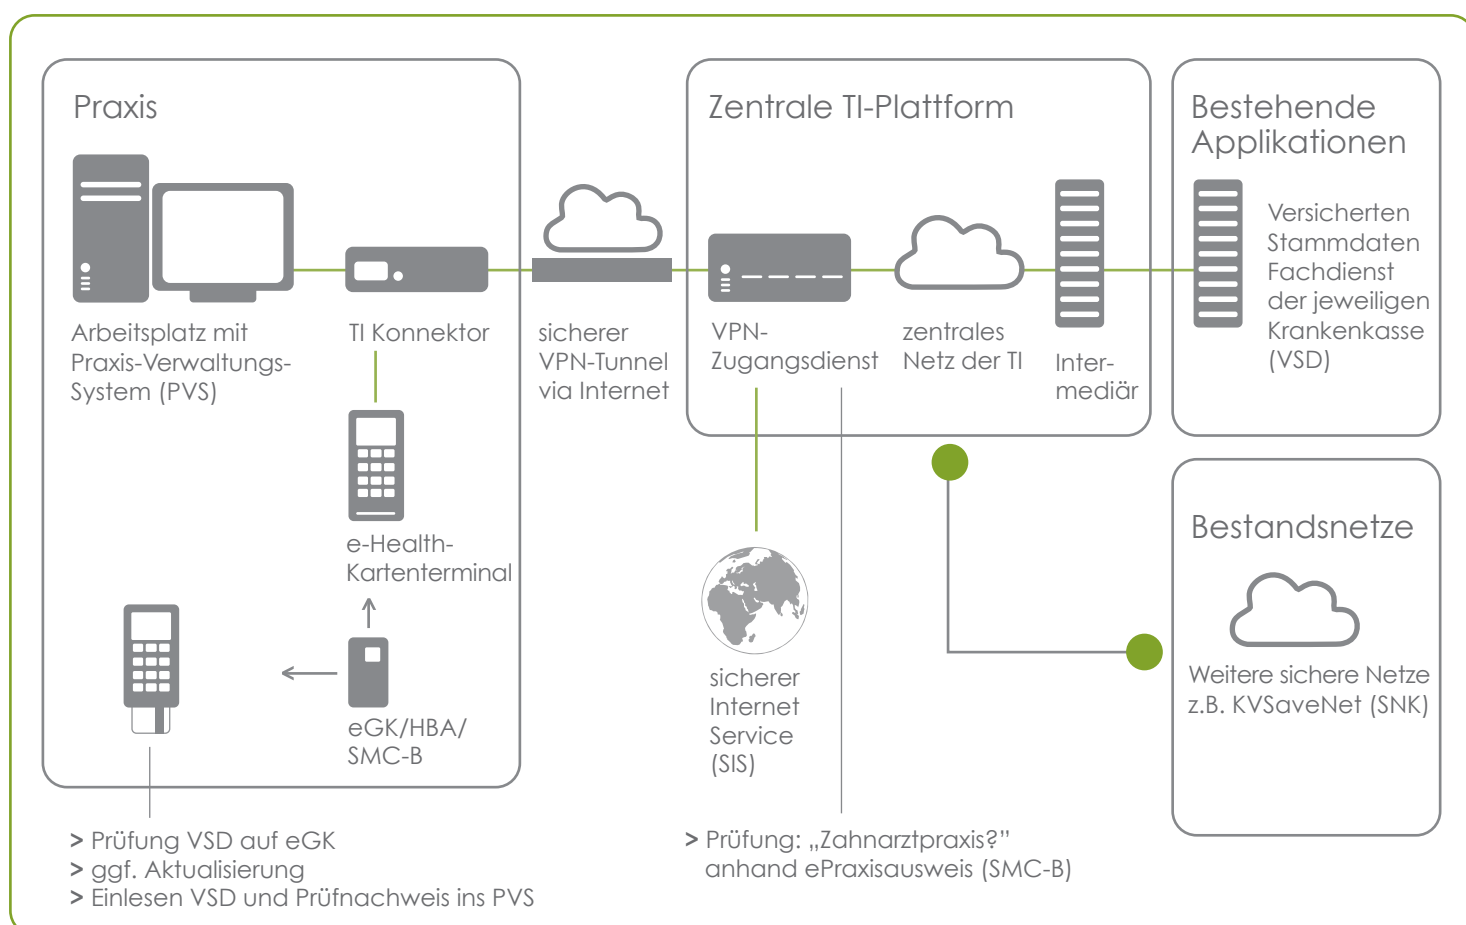 Praxis
Arbeitsplatz mit
Praxis-Verwaltungs-
System (PVS)
TI Konnektor
e-Health-
Kartenterminal
eGK/HBA/
SMC-B
> Prüfung VSD auf eGK
> ggf. Aktualisierung
> Einlesen VSD und Prüfnachweis ins PVS
sicherer
VPN-Tunnel
via Internet
Zentrale TI-Plattform
VPN-
Zugangsdienst
zentrales
Netz der TI
Inter-
mediär
sicherer
Internet
Service
(SIS)
> Prüfung: „Zahnarztpraxis?”
anhand ePraxisausweis (SMC-B)
Bestehende
Applikationen
Versicherten
Stammdaten
Fachdienst
der jeweiligen
Krankenkasse
(VSD)
Bestandsnetze
Weitere sichere Netze
z.B. KVSaveNet (SNK)